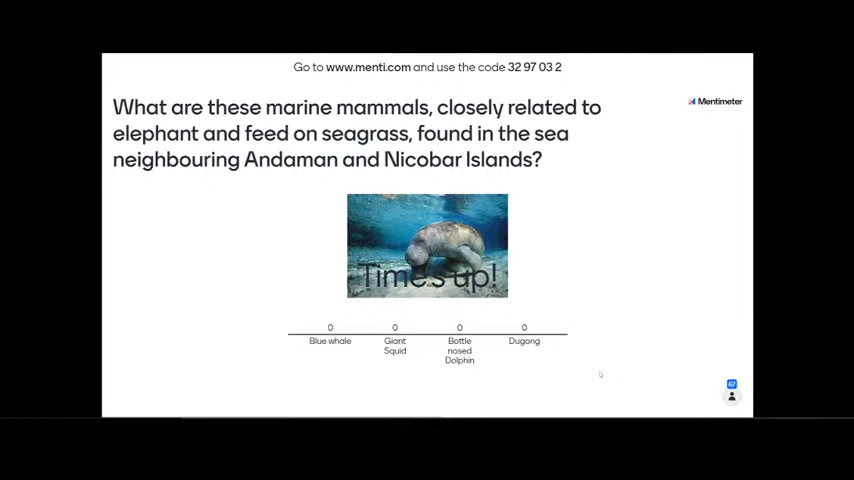 Go to www.menti.com and use the code 32 97 03 2
Mentimeter
What are these marine mammals, closely related to
elephant and feed on seagrass, found in the sea
neighbouring Andaman and Nicobar Islands?
Time's up!
0 0 0 0
Blue whale Giant Bottle Dugong
Squid nosed
Dolphin
67